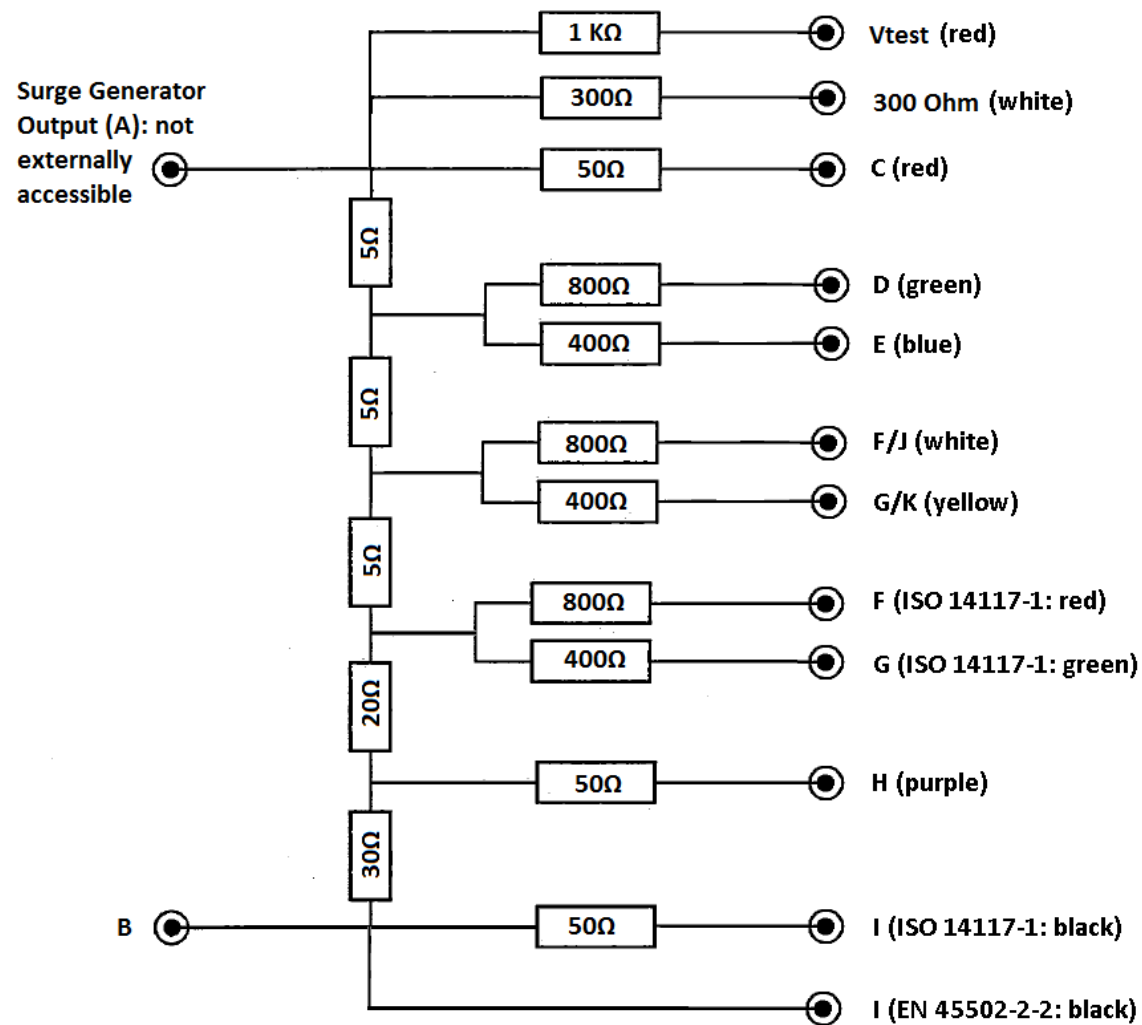 1 KΩ
Vtest (red)
Surge Generator
Output (A): not
externally
accessible
300Ω
300 Ohm (white)
50Ω
C (red)
5Ω
800Ω
D (green)
400Ω
E (blue)
5Ω
800Ω
F/J (white)
400Ω
G/K (yellow)
5Ω
800Ω
F (ISO 14117-1: red)
400Ω
G (ISO 14117-1: green)
20Ω
50Ω
H (purple)
30Ω
B
50Ω
I (ISO 14117-1: black)
I (EN 45502-2-2: black)